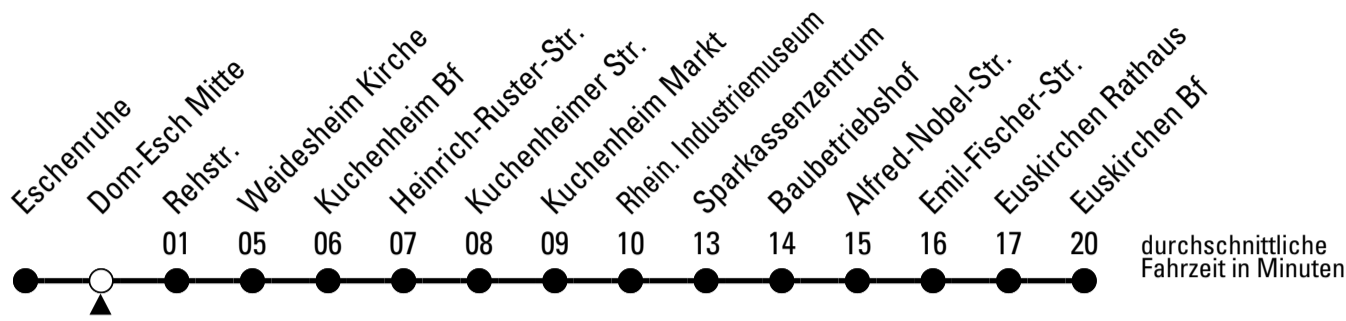 Eschenruhe
Dom-Esch Mitte
Rehstr.
Weidesheim Kirche
Kuchenheim Bf
Heinrich-Ruster-Str.
Kuchenheimer Str.
Kuchenheim Markt
Rhein. Industriemuseum
Sparkassenzentrum
Baubetriebshof
Alfred-Nobel-Str.
Emil-Fischer-Str.
Euskirchen Rathaus
Euskirchen Bf
01 05 06 07 08 09 10 13 14 15 16 17 20
durchschnittliche
Fahrzeit in Minuten